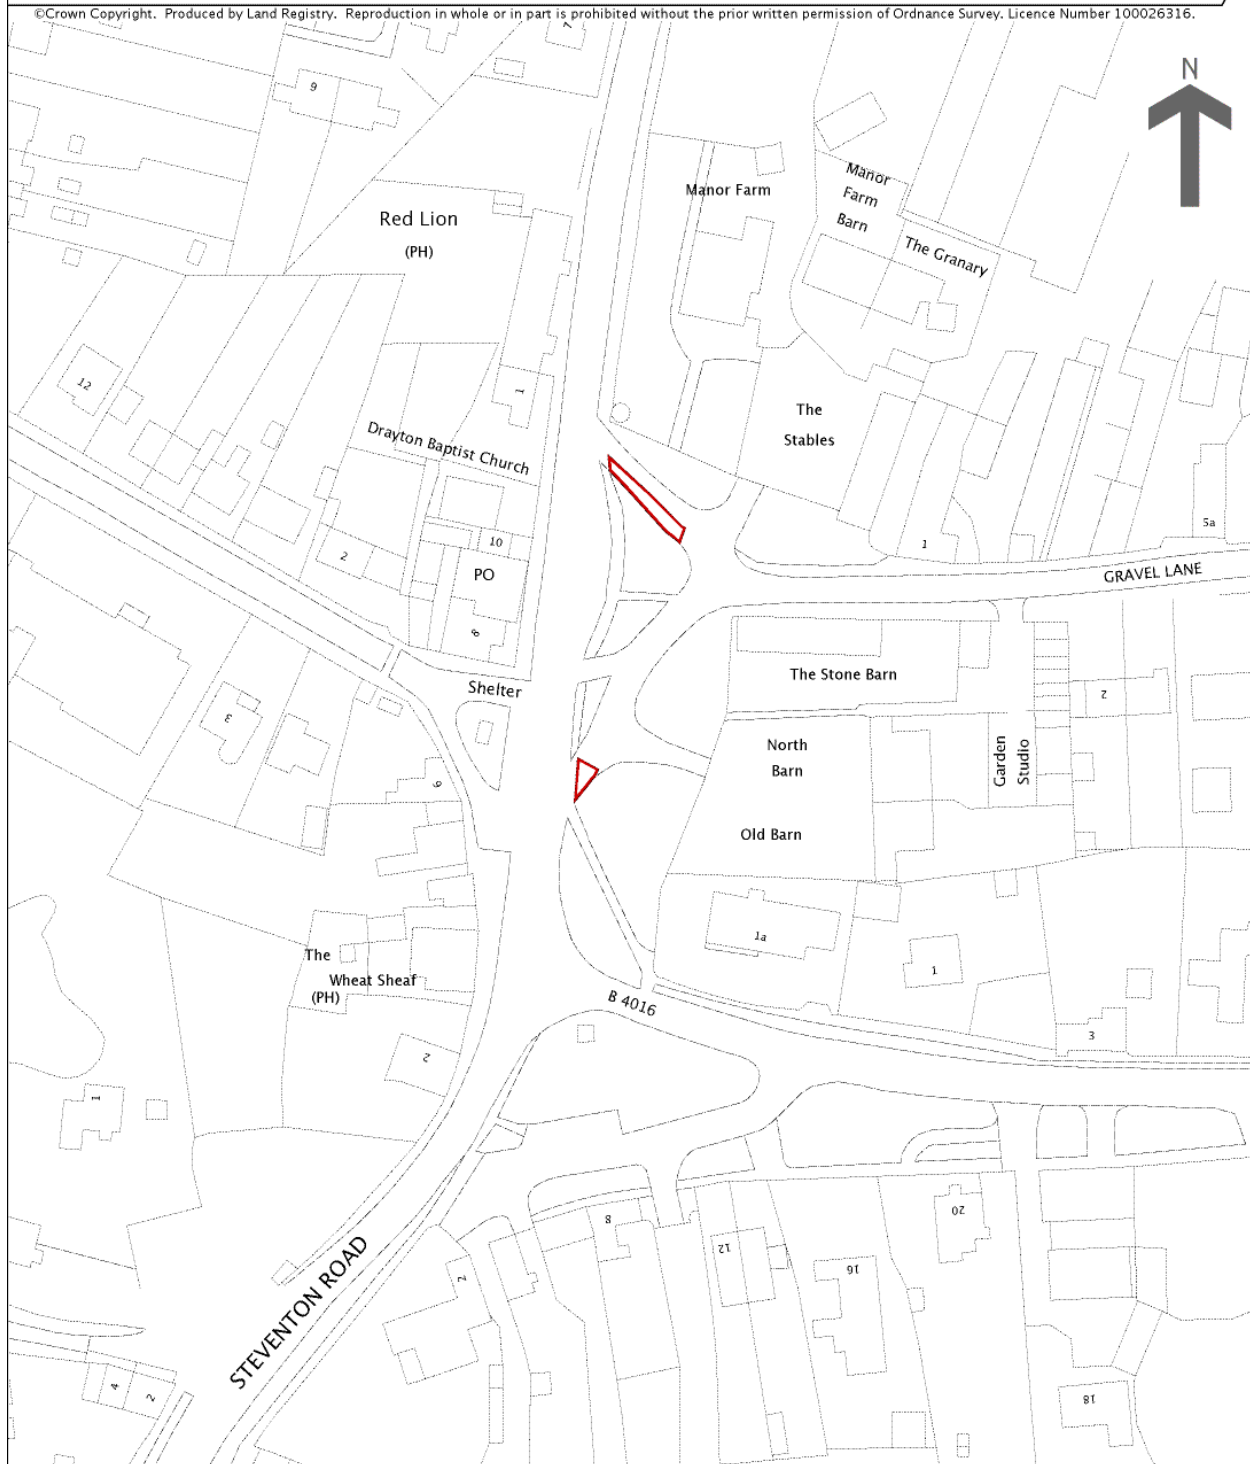 ©Crown Copyright. Produced by Land Registry. Reproduction in whole or in part is prohibited without the prior written permission of Ordnance Survey. Licence Number 100026316.
7
N
9
Manor Farm
Manor
Farm
Barn
Red Lion
(PH)
The Granary
12
1
The
Stables
Drayton Baptist Church
5a
10
1
2
PO
GRAVEL LANE
8
The Stone Barn
Shelter
2
3
North
Barn
Garden
Studio
9
Old Barn
1a
The
Wheat Sheaf
(PH)
1
B 4016
3
2
1
20
8
12
16
STEVENTON ROAD
2
4
2
18